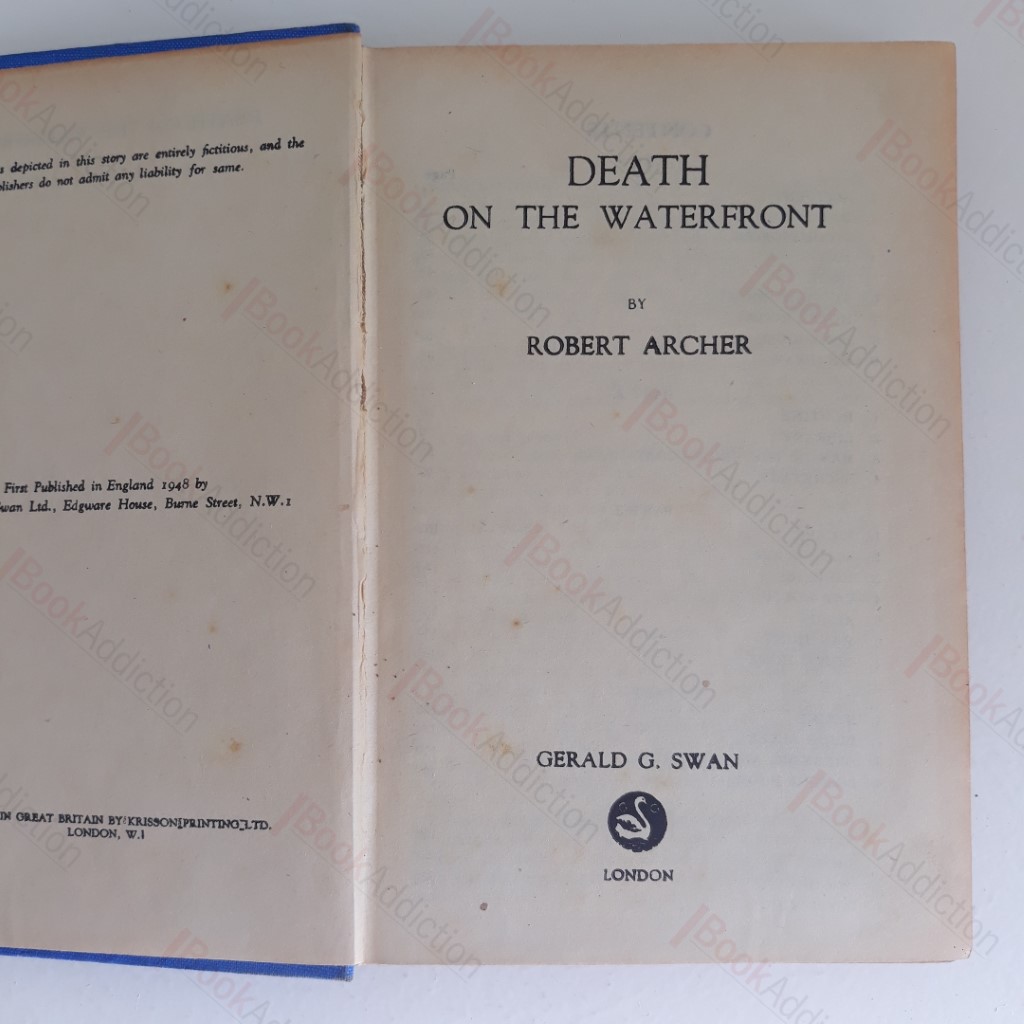 depicted in this story are entirely fictitious, and the
do not admit any liability for same.
First Published in England 1948 by
Ltd., Edgware House, Burne Street, N.W.1
IN GREAT BRITAIN BY KRISSON[PRINTING]LTD.
LONDON, W.1
DEATH
ON THE WATERFRONT
BY
ROBERT ARCHER
GERALD G. SWAN
LONDON
BookAddiction